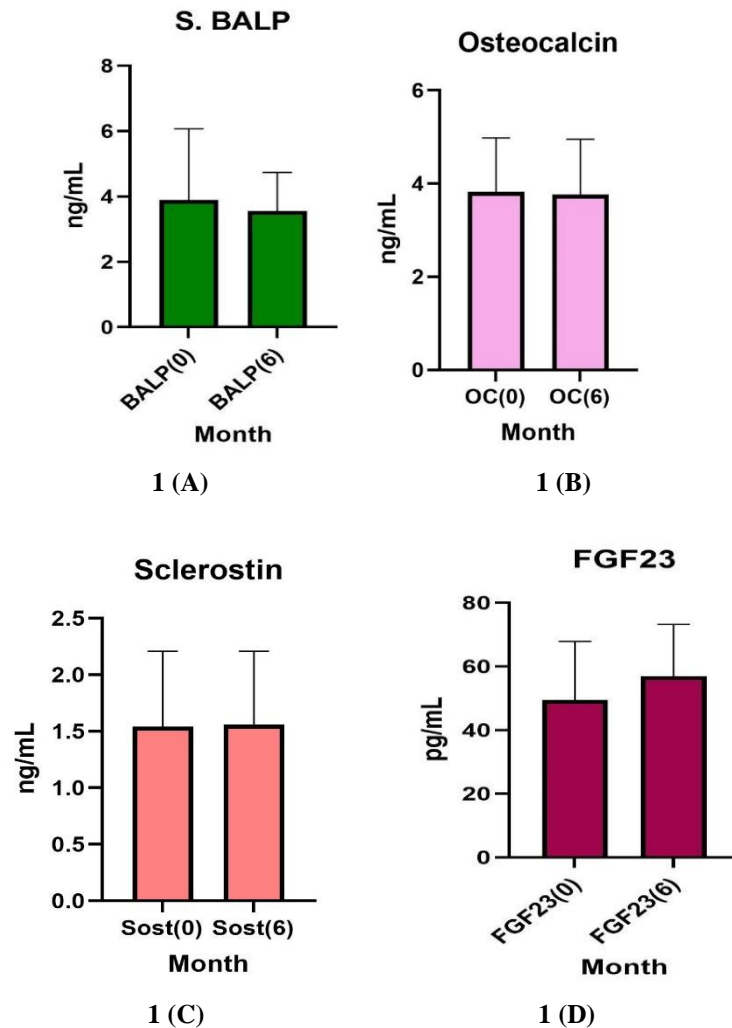 S. BALP
8
6
4
2
0
ng/mL
BALP(0)
BALP(6)
Month
1 (A)
Osteocalcin
6
4
2
0
ng/mL
OC(0)
OC(6)
Month
1 (B)
Sclerostin
2.5
2.0
1.5
1.0
0.5
0.0
ng/mL
Sost(0)
Sost(6)
Month
1 (C)
FGF23
80
60
40
20
0
pg/mL
FGF23(0)
FGF23(6)
Month
1 (D)